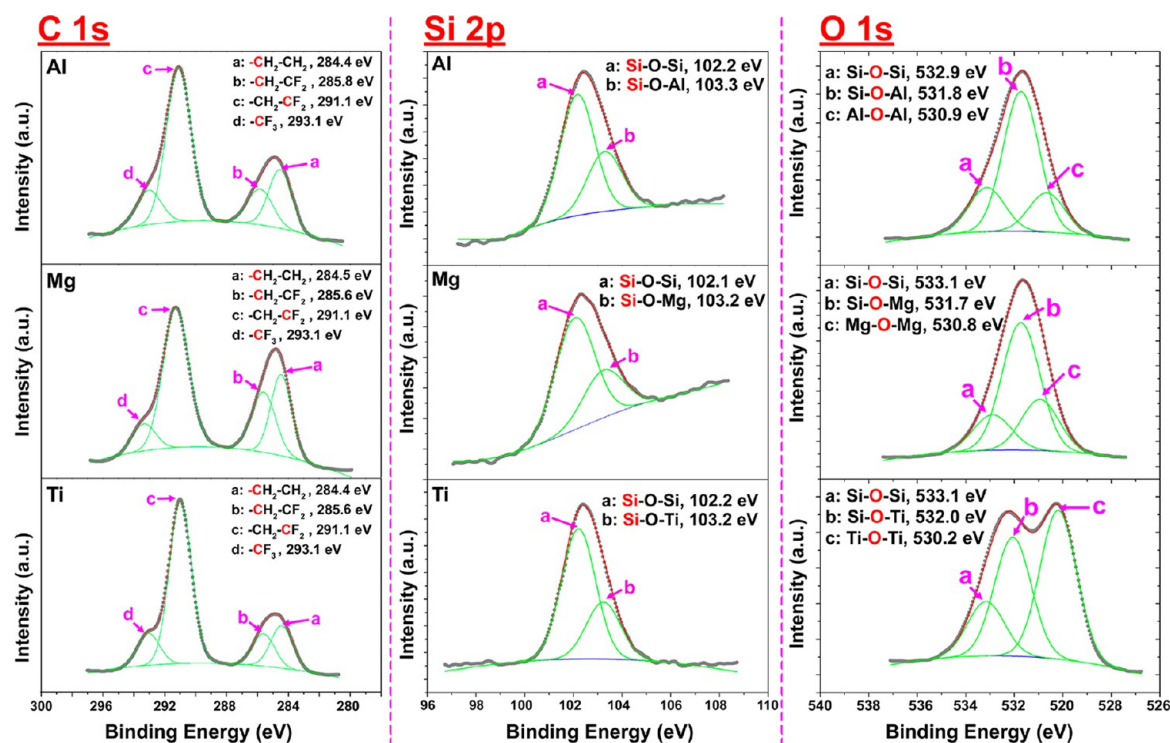 C 1s
Al
a: -CH₂-CH₂, 284.4 eV
b: -CH₂-CF₂, 285.8 eV
c: -CH₂-CF₂, 291.1 eV
d: -CF₃, 293.1 eV
c
d
b
a
Intensity (a.u.)
Mg
a: -CH₂-CH₂, 284.5 eV
b: -CH₂-CF₂, 285.6 eV
c: -CH₂-CF₂, 291.1 eV
d: -CF₃, 293.1 eV
c
d
b
a
Intensity (a.u.)
Ti
a: -CH₂-CH₂, 284.4 eV
b: -CH₂-CF₂, 285.6 eV
c: -CH₂-CF₂, 291.1 eV
d: -CF₃, 293.1 eV
c
d
b
a
Intensity (a.u.)
300 296 292 288 284 280
Binding Energy (eV)
Si 2p
Al
a: Si-O-Si, 102.2 eV
b: Si-O-Al, 103.3 eV
a
b
Intensity (a.u.)
Mg
a: Si-O-Si, 102.1 eV
b: Si-O-Mg, 103.2 eV
a
b
Intensity (a.u.)
Ti
a: Si-O-Si, 102.2 eV
b: Si-O-Ti, 103.2 eV
a
b
Intensity (a.u.)
96 98 100 102 104 106 108 110
Binding Energy (eV)
O 1s
a: Si-O-Si, 532.9 eV
b: Si-O-Al, 531.8 eV
c: Al-O-Al, 530.9 eV
b
a
c
Intensity (a.u.)
a: Si-O-Si, 533.1 eV
b: Si-O-Mg, 531.7 eV
c: Mg-O-Mg, 530.8 eV
b
a
c
Intensity (a.u.)
a: Si-O-Si, 533.1 eV
b: Si-O-Ti, 532.0 eV
c: Ti-O-Ti, 530.2 eV
b
c
a
Intensity (a.u.)
540 538 536 534 532 530 528 526
Binding Energy (eV)